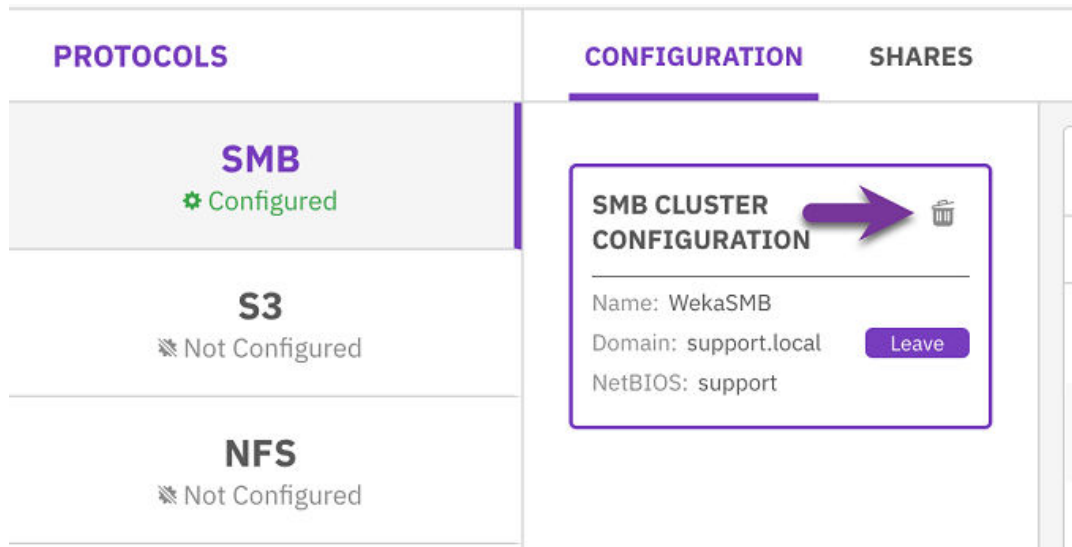 PROTOCOLS
CONFIGURATION
SHARES
SMB
Configured
S3
Not Configured
NFS
Not Configured
SMB CLUSTER
CONFIGURATION
Name: WekaSMB
Domain: support.local
Leave
NetBIOS: support